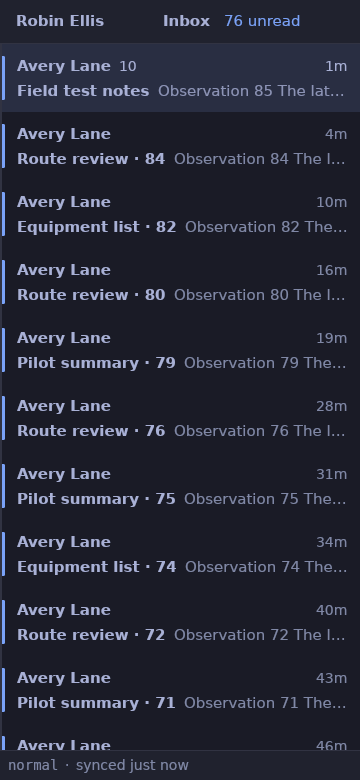 Robin Ellis Inbox 76 unread
Avery Lane 10 1m
Field test notes Observation 85 The lat…
Avery Lane 4m
Route review · 84 Observation 84 The l…
Avery Lane 10m
Equipment list · 82 Observation 82 The…
Avery Lane 16m
Route review · 80 Observation 80 The l…
Avery Lane 19m
Pilot summary · 79 Observation 79 The…
Avery Lane 28m
Route review · 76 Observation 76 The l…
Avery Lane 31m
Pilot summary · 75 Observation 75 The…
Avery Lane 34m
Equipment list · 74 Observation 74 The…
Avery Lane 40m
Route review · 72 Observation 72 The l…
Avery Lane 43m
Pilot summary · 71 Observation 71 The…
Avery Lane 46m
normal · synced just now